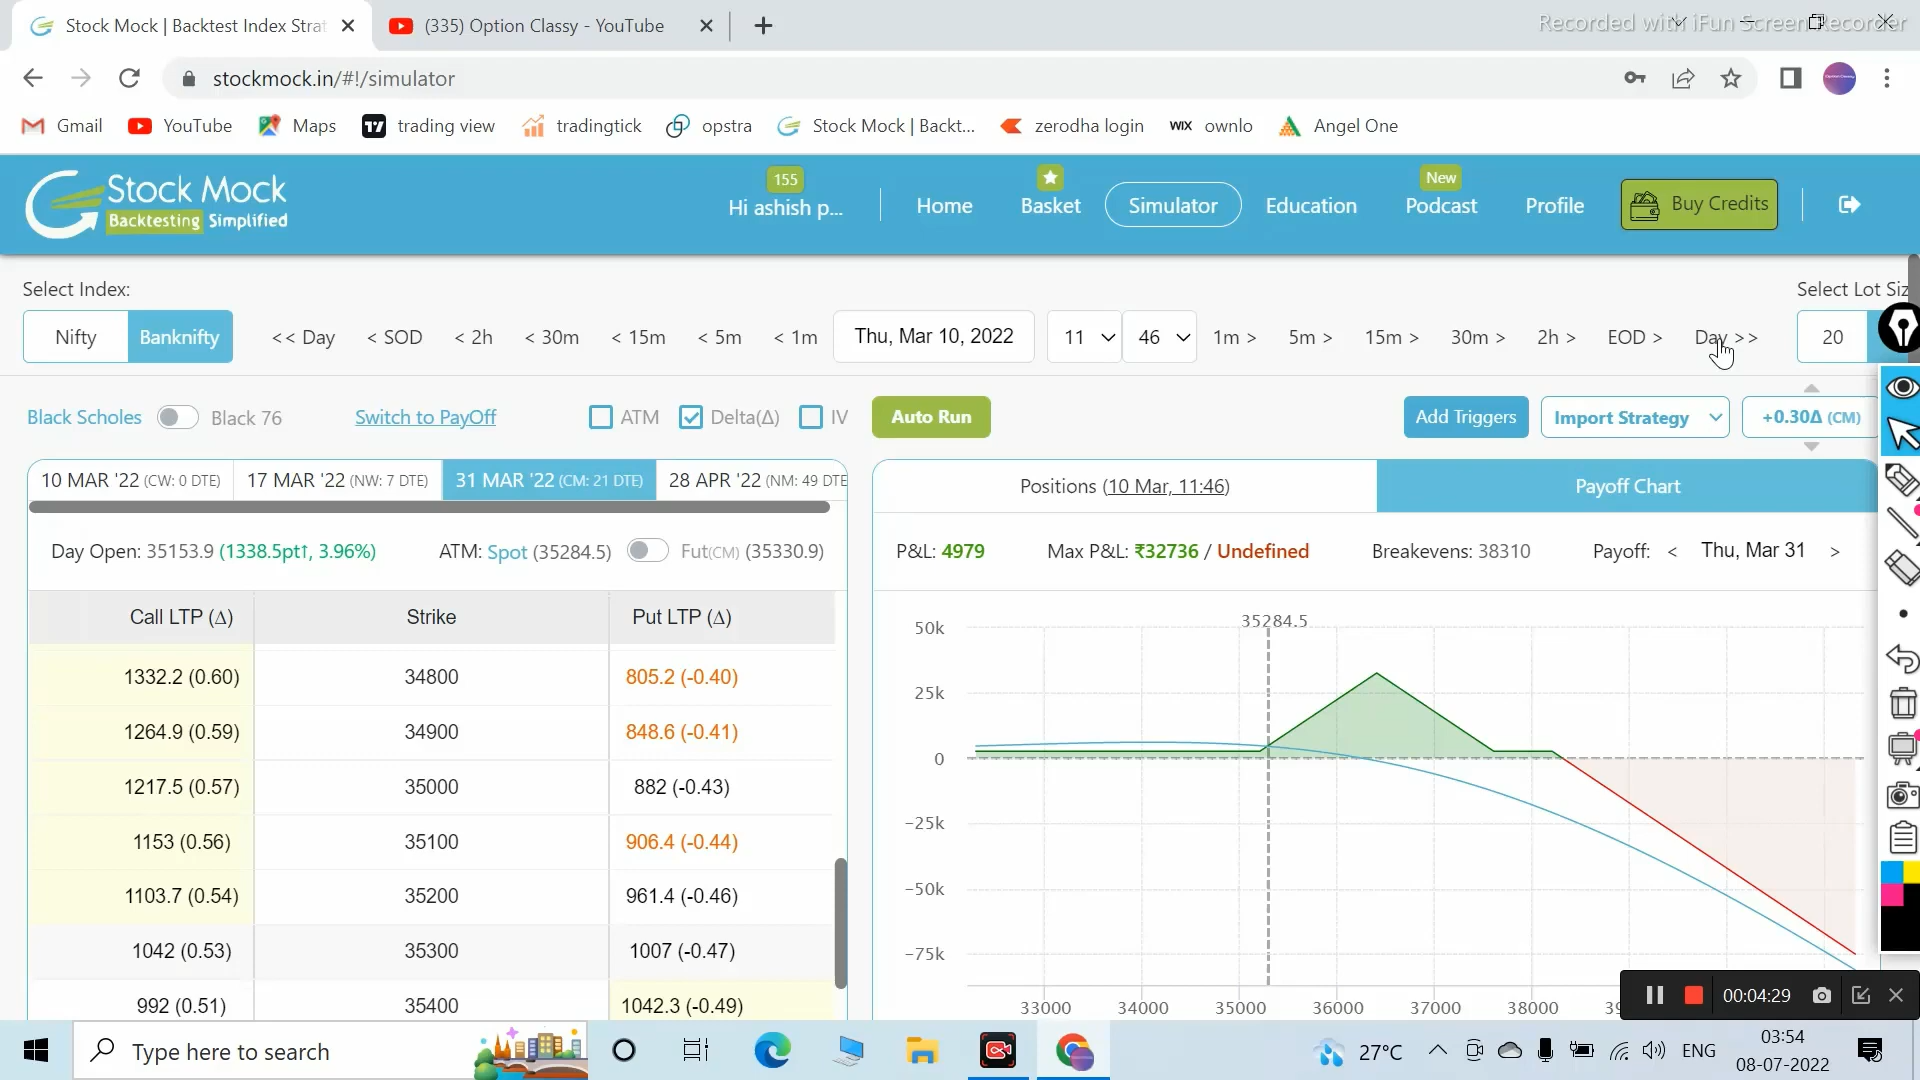 Stock Mock | Backtest Index Strat
(335) Option Classy - YouTube
Recorded with iFun Screen Recorder
stockmock.in/#!/simulator
Gmail
YouTube
Maps
trading view
tradingtick
opstra
Stock Mock | Backt...
zerodha login
WIX
ownlo
Angel One
Stock Mock
Backtesting Simplified
155
Hi ashish p...
Home
Basket
Simulator
Education
New
Podcast
Profile
Buy Credits
Select Index:
Select Lot Siz
Nifty
Banknifty
<< Day
< SOD
< 2h
< 30m
< 15m
< 5m
< 1m
Thu, Mar 10, 2022
11
46
1m >
5m >
15m >
30m >
2h >
EOD >
Day >>
20
Black Scholes
Black 76
Switch to PayOff
ATM
Delta(Δ)
IV
Auto Run
Add Triggers
Import Strategy
+0.30Δ (CM)
10 MAR '22 (CW: 0 DTE)
17 MAR '22 (NW: 7 DTE)
31 MAR '22 (CM: 21 DTE)
28 APR '22 (NM: 49 DTE
Positions (10 Mar, 11:46)
Payoff Chart
Day Open: 35153.9 (1338.5pt↑, 3.96%)
ATM: Spot (35284.5)
Fut(CM) (35330.9)
P&L: 4979
Max P&L: ₹32736 / Undefined
Breakevens: 38310
Payoff: < Thu, Mar 31 >
Call LTP (Δ)
Strike
Put LTP (Δ)
1332.2 (0.60)
34800
805.2 (-0.40)
1264.9 (0.59)
34900
848.6 (-0.41)
1217.5 (0.57)
35000
882 (-0.43)
1153 (0.56)
35100
906.4 (-0.44)
1103.7 (0.54)
35200
961.4 (-0.46)
1042 (0.53)
35300
1007 (-0.47)
992 (0.51)
35400
1042.3 (-0.49)
35284.5
50k
25k
0
−25k
−50k
−75k
33000
34000
35000
36000
37000
38000
00:04:29
Type here to search
27°C
ENG
03:54
08-07-2022